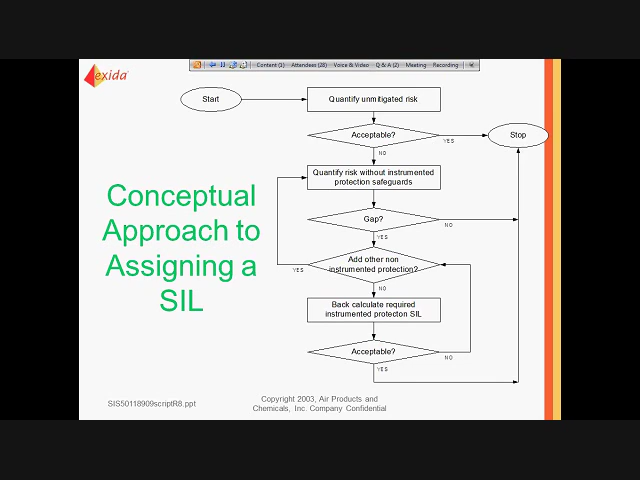 Content (1) Attendees (28) Voice & Video Q & A (2) Meeting Recording
exida
Start
Quantify unmitigated risk
Acceptable?
YES
Stop
NO
Quantify risk without instrumented
protection safeguards
Gap?
NO
YES
Conceptual
Approach to
Assigning a
SIL
Add other non
instrumented protection?
YES
NO
Back calculate required
instrumented protecton SIL
Acceptable?
NO
YES
SIS50118909scriptR8.ppt
Copyright 2003, Air Products and
Chemicals, Inc. Company Confidential